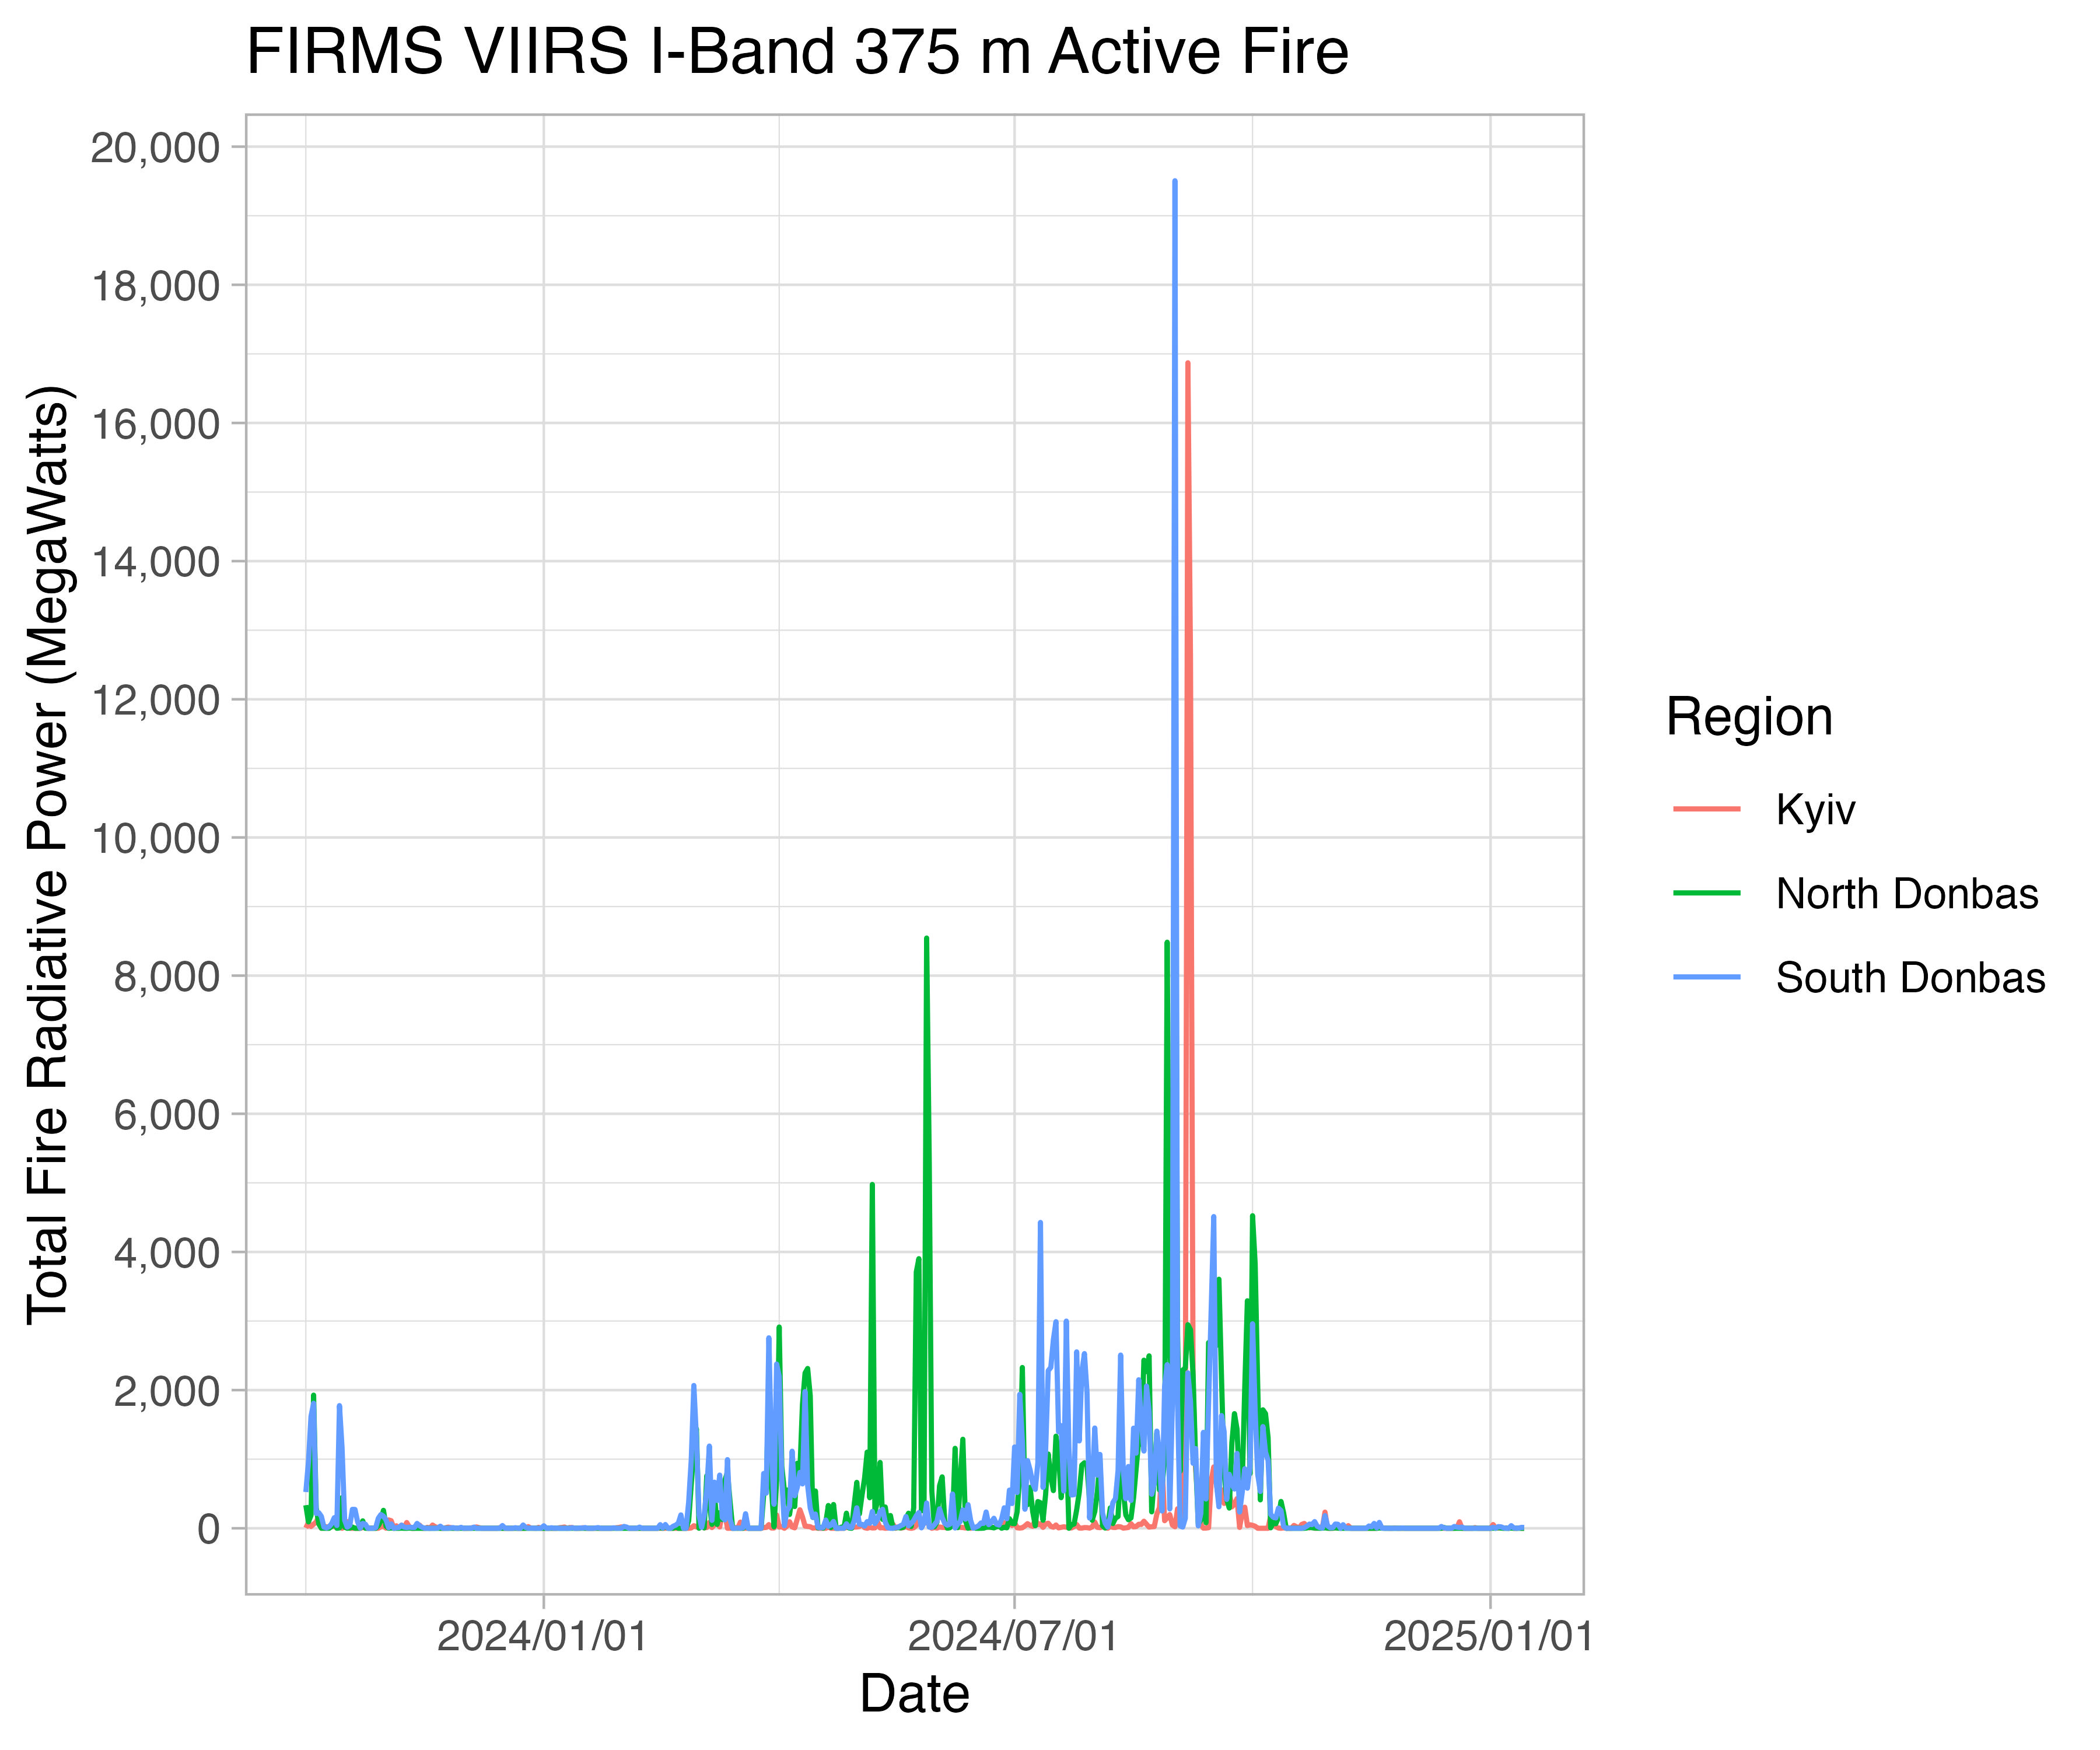 FIRMS VIIRS I-Band 375 m Active Fire
Total Fire Radiative Power (MegaWatts)
20,000
18,000
16,000
14,000
12,000
10,000
8,000
6,000
4,000
2,000
0
2024/01/01
2024/07/01
2025/01/01
Date
Region
Kyiv
North Donbas
South Donbas